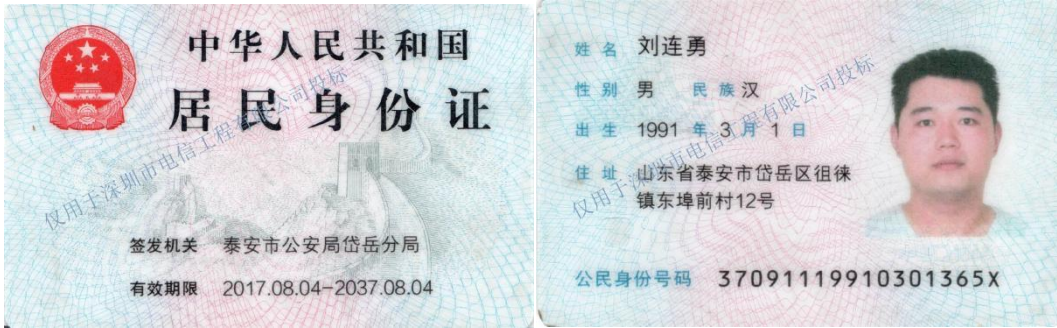 中华人民共和国
居民身份证
仅用于深圳市电信工程有限公司投标
签发机关 泰安市公安局岱岳分局
有效期限 2017.08.04-2037.08.04
姓名 刘连勇
性别 男 民族 汉
出生 1991 年 3 月 1 日
住址 山东省泰安市岱岳区徂徕
镇东埠前村12号
仅用于深圳市电信工程有限公司投标
公民身份号码 37091119910301365X